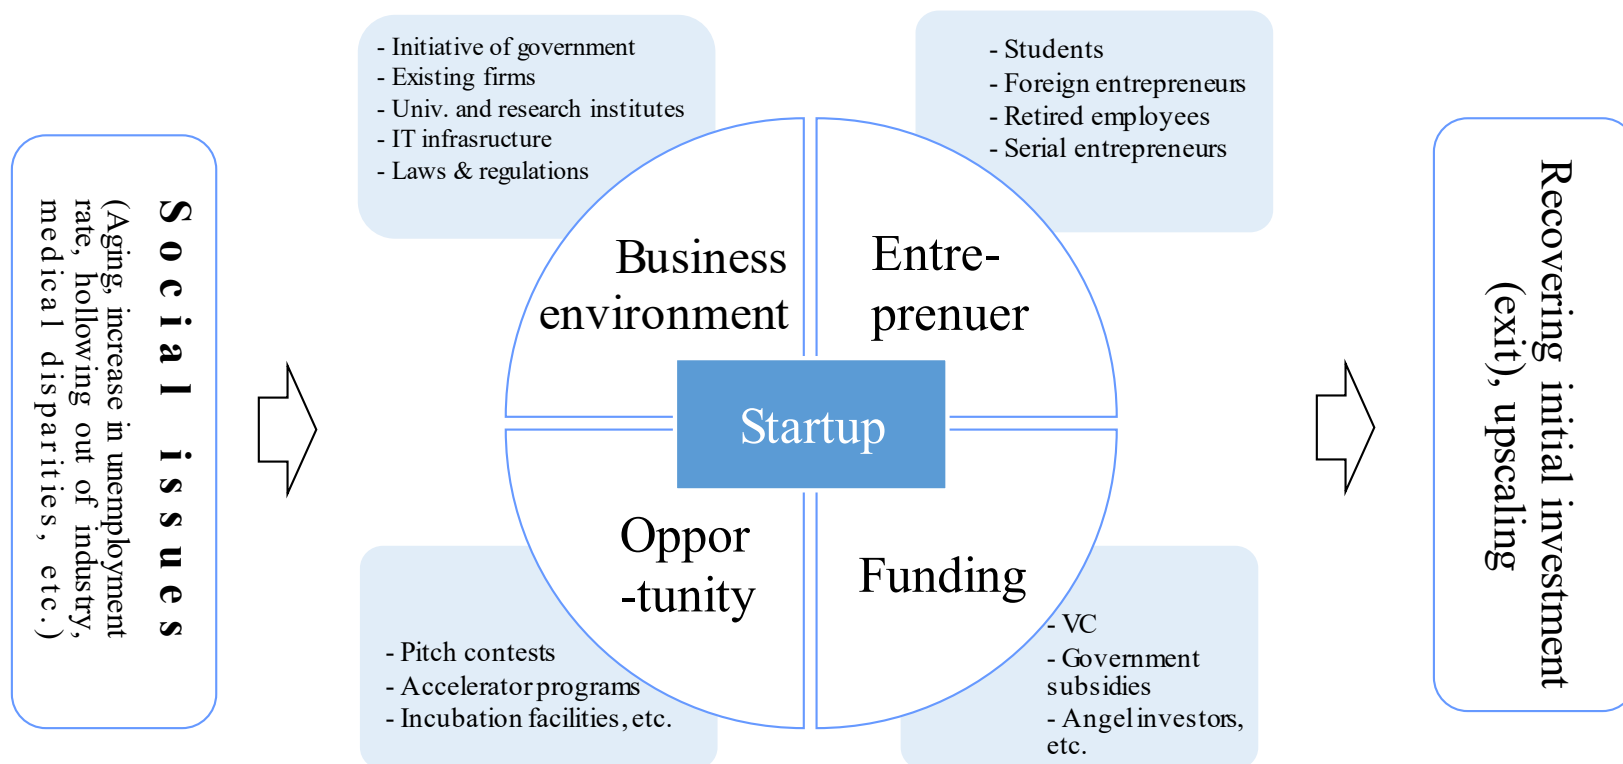 Social issues
(Aging, increase in unemployment
rate, hollowing out of industry,
medical disparities, etc.)
- Initiative of government
- Existing firms
- Univ. and research institutes
- IT infrasructure
- Laws & regulations
- Students
- Foreign entrepreneurs
- Retired employees
- Serial entrepreneurs
Business
environment
Entre-
prenuer
Startup
Oppor
-tunity
Funding
- Pitch contests
- Accelerator programs
- Incubation facilities, etc.
- VC
- Government
subsidies
- Angel investors,
etc.
Recovering initial investment
(exit), upscaling